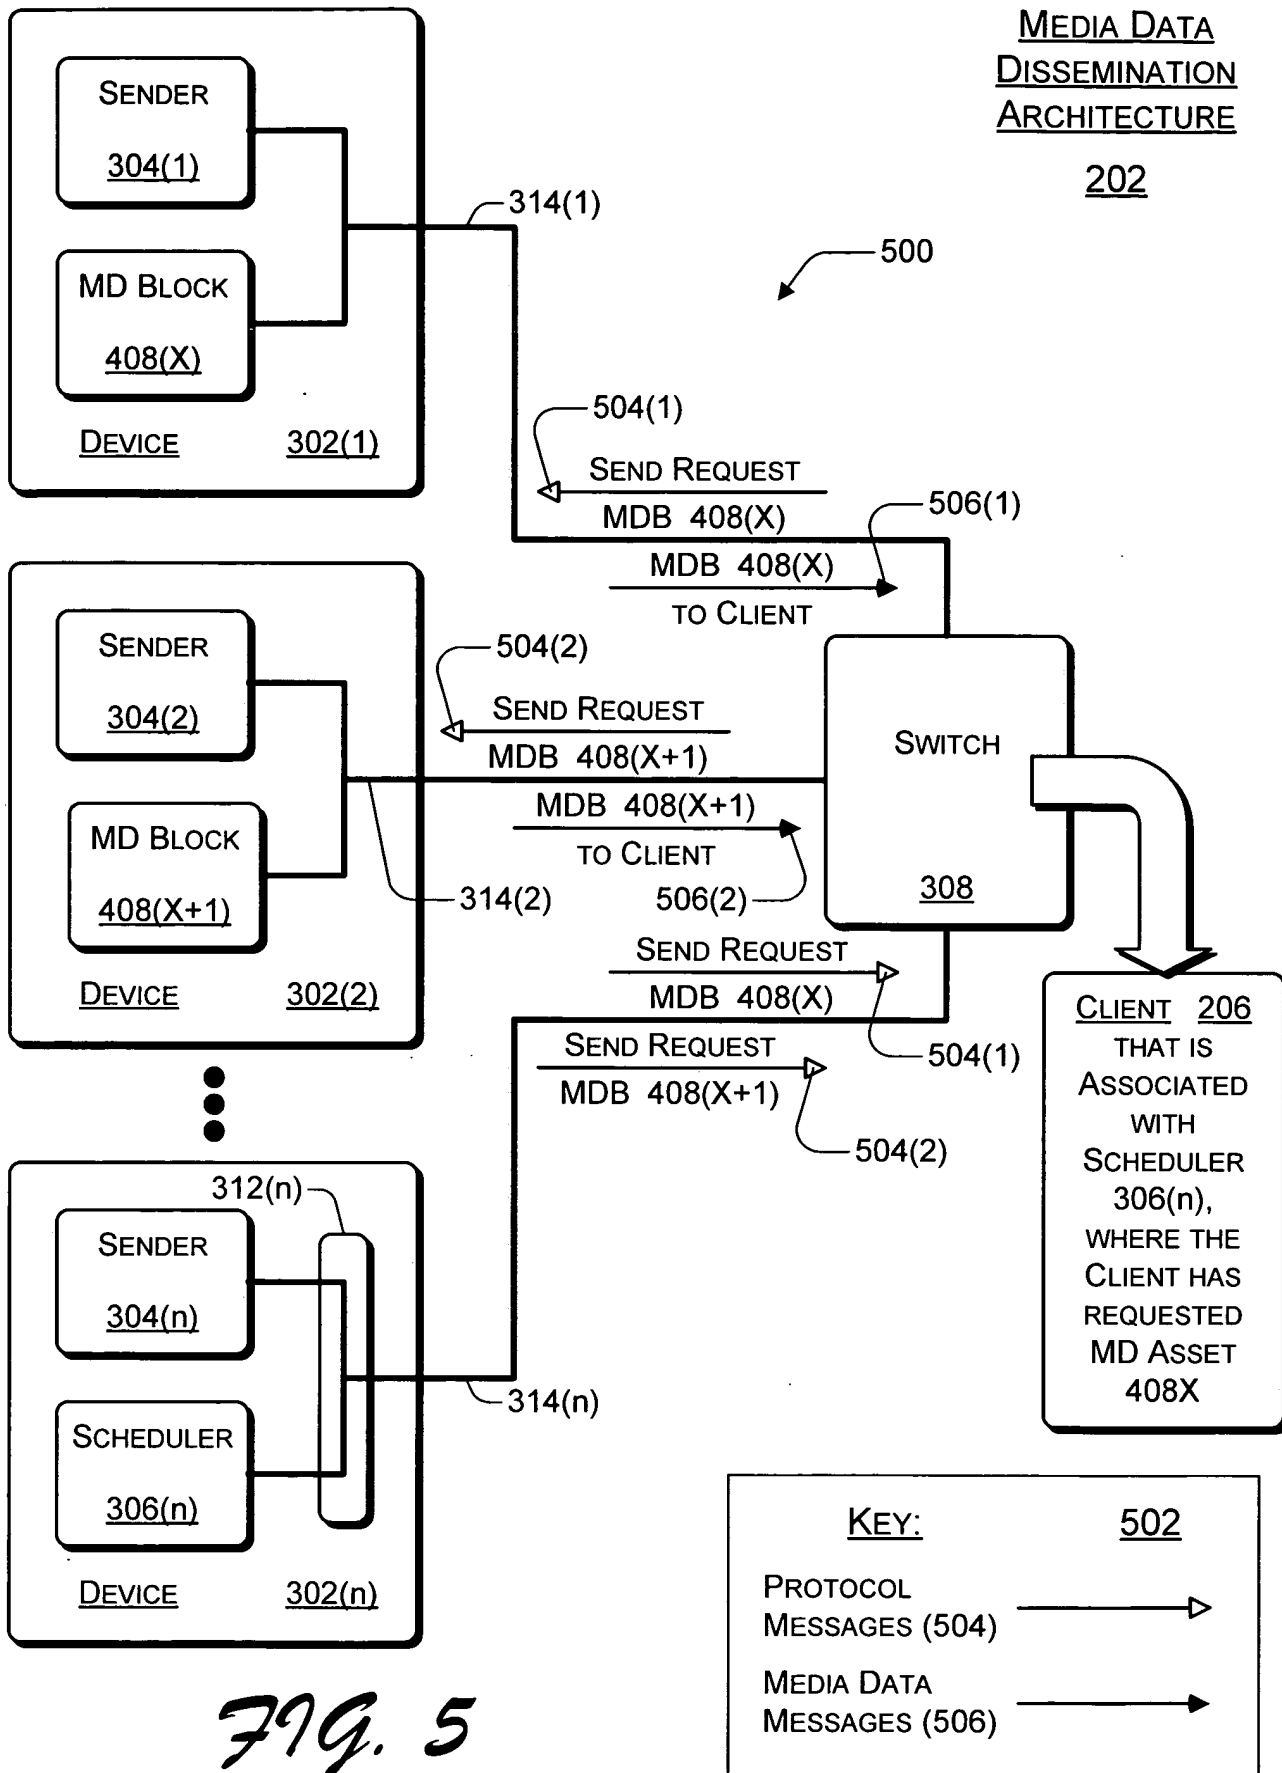 MEDIA DATA
DISSEMINATION
ARCHITECTURE
202
SENDER
304(1)
MD BLOCK
408(X)
DEVICE 302(1)
314(1)
500
504(1)
SEND REQUEST
MDB 408(X)
506(1)
MDB 408(X)
TO CLIENT
SENDER
304(2)
MD BLOCK
408(X+1)
DEVICE 302(2)
314(2)
504(2)
SEND REQUEST
MDB 408(X+1)
MDB 408(X+1)
TO CLIENT
506(2)
SWITCH
308
SEND REQUEST
MDB 408(X)
504(1)
SEND REQUEST
MDB 408(X+1)
504(2)
CLIENT 206
THAT IS
ASSOCIATED
WITH
SCHEDULER
306(n),
WHERE THE
CLIENT HAS
REQUESTED
MD ASSET
408X
312(n)
SENDER
304(n)
SCHEDULER
306(n)
DEVICE 302(n)
314(n)
KEY: 502
PROTOCOL
MESSAGES (504)
MEDIA DATA
MESSAGES (506)
FIG. 5